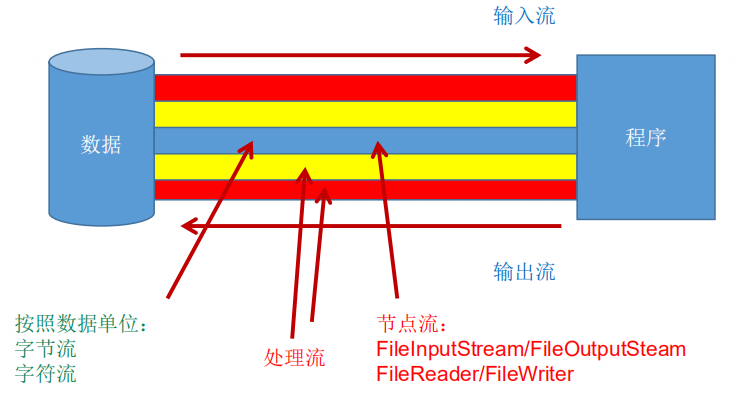 输入流
数据
程序
输出流
按照数据单位：
字节流
字符流
处理流
节点流：
FileInputStream/FileOutputSteam
FileReader/FileWriter